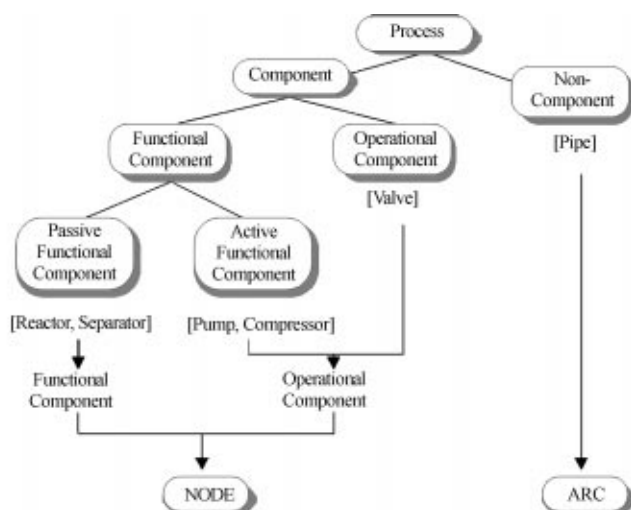 Process
Component
Non-
Component
[Pipe]
Functional
Component
Operational
Component
[Valve]
Passive
Functional
Component
Active
Functional
Component
[Reactor, Separator]
[Pump, Compressor]
Functional
Component
Operational
Component
NODE
ARC